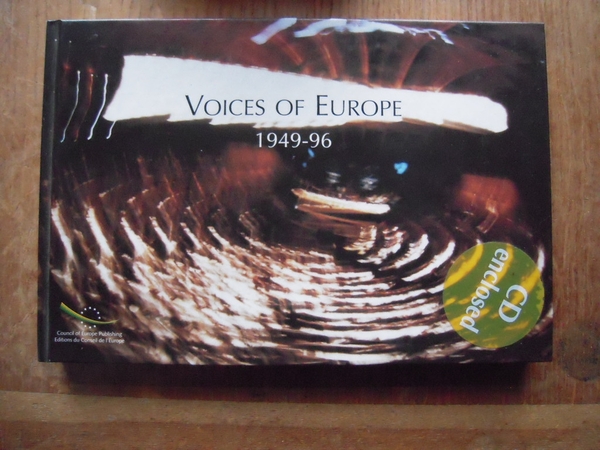 VOICES OF EUROPE
1949-96
CD
enclosed
Council of Europe Publishing
Editions du Conseil de l'Europe